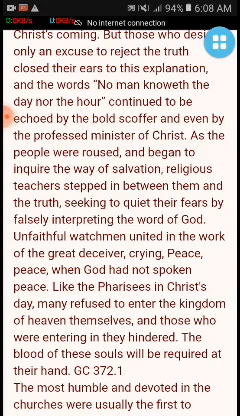 0KB/s 0KB/s 94% 6:08 AM
No internet connection
Christ's coming. But those who
only an excuse to reject the truth
closed their ears to this explanation,
and the words "No man knoweth the
day nor the hour" continued to be
echoed by the bold scoffer and even by
the professed minister of Christ. As the
people were roused, and began to
inquire the way of salvation, religious
teachers stepped in between them and
the truth, seeking to quiet their fears by
falsely interpreting the word of God.
Unfaithful watchmen united in the work
of the great deceiver, crying, Peace,
peace, when God had not spoken
peace. Like the Pharisees in Christ's
day, many refused to enter the kingdom
of heaven themselves, and those who
were entering in they hindered. The
blood of these souls will be required at
their hand. GC 372.1
The most humble and devoted in the
churches were usually the first to